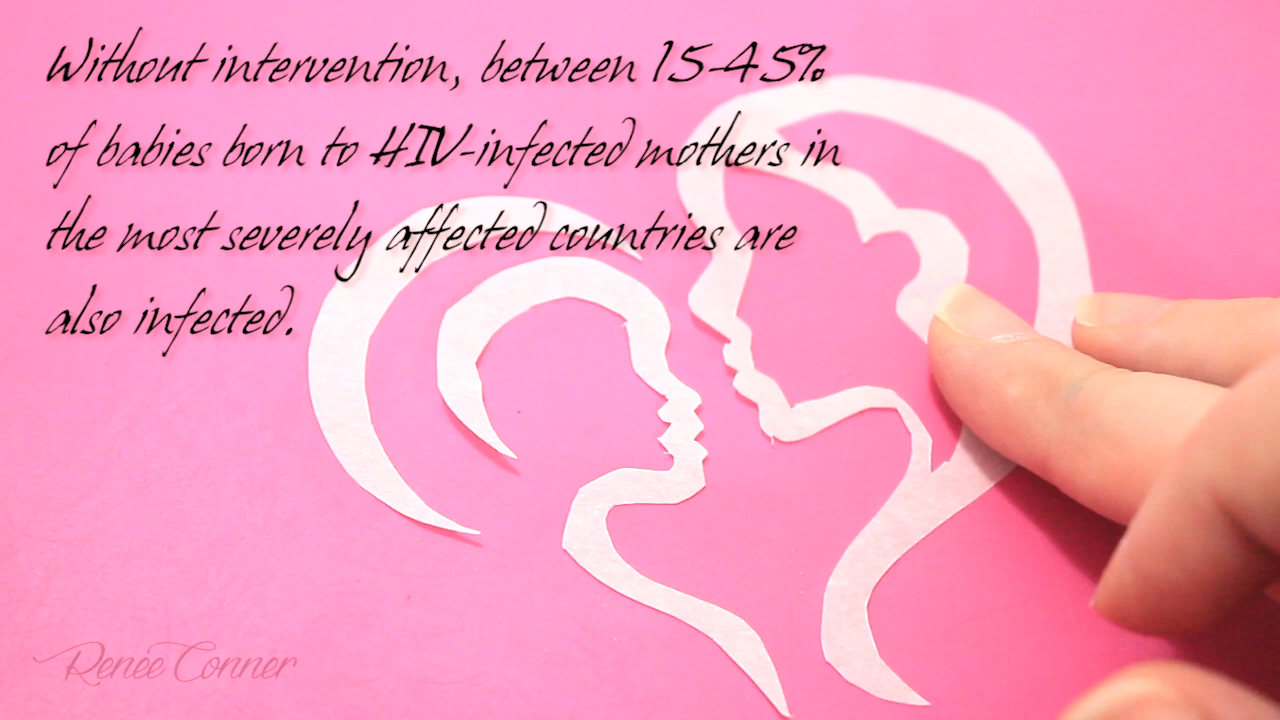 Without intervention, between 15-45%
of babies born to HIV-infected mothers in
the most severely affected countries are
also infected.
Renee Conner